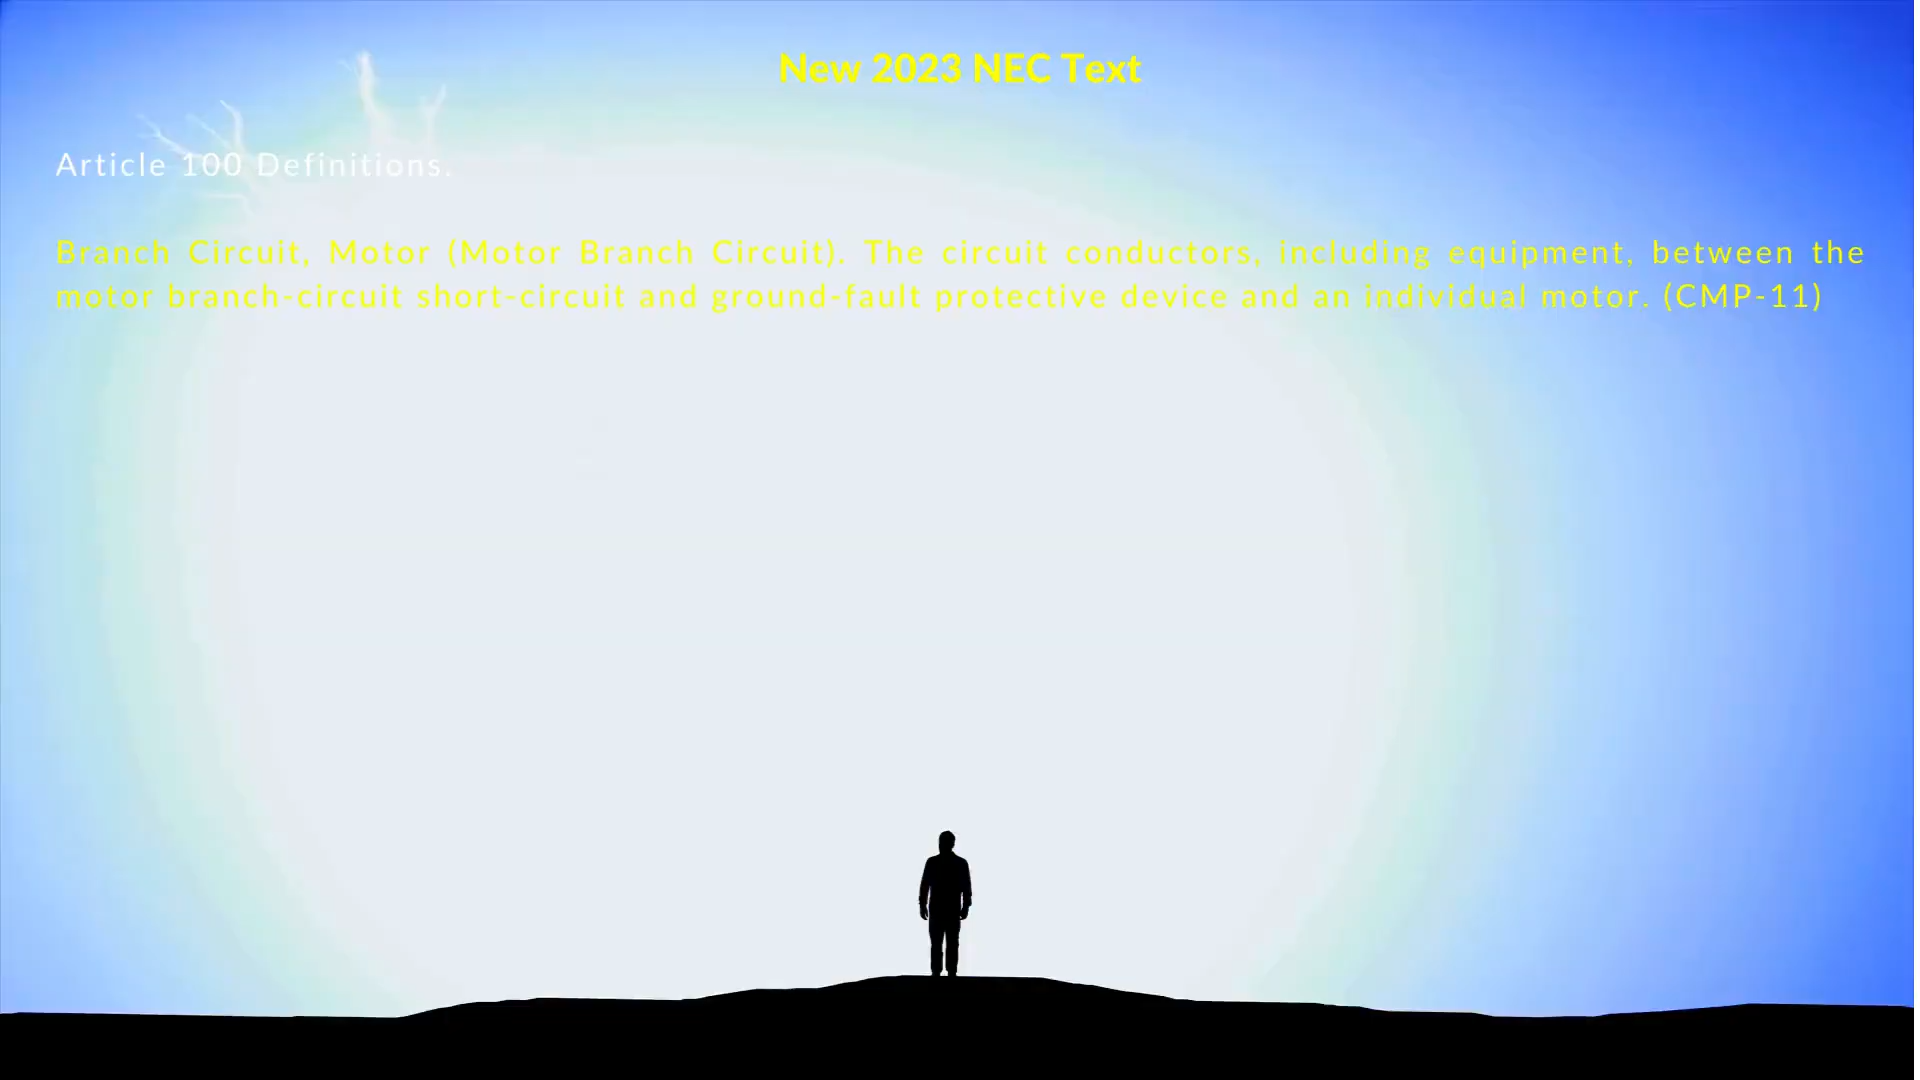 New 2023 NEC Text
Article 100 Definitions.
Branch Circuit, Motor (Motor Branch Circuit). The circuit conductors, including equipment, between the
motor branch-circuit short-circuit and ground-fault protective device and an individual motor. (CMP-11)